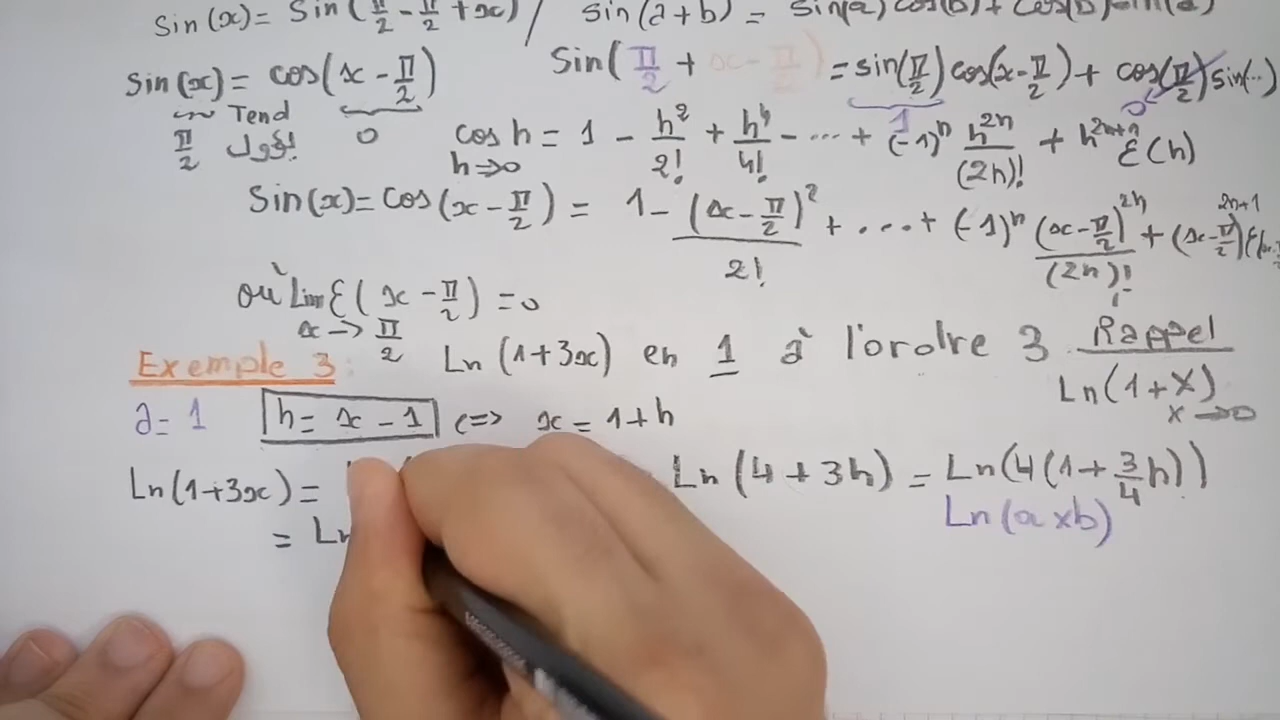 Sin(x) = Sin(π/2 - π/2 + x) / Sin(a+b) = Sin(a) cos(b) + cos(b) sin(a)
Sin(x) = cos(x - π/2) Sin(π/2 + x - π/2) = sin(π/2) cos(x - π/2) + cos(π/2) sin(...)
Tend 0 1 0
π/2 يؤول
cos h = 1 - h²/2! + h⁴/4! - ... + (-1)ⁿ h²ⁿ/(2n)! + h²ⁿ⁺¹ Ɛ(h)
h→0
Sin(x) = Cos(x - π/2) = 1 - (x - π/2)²/2! + ... + (-1)ⁿ (x - π/2)²ⁿ/(2n)! + (x - π/2)²ⁿ⁺¹
où Lim Ɛ(x - π/2) = 0
x → π/2
Exemple 3 : Ln(1+3x) en 1 à l'ordre 3 Rappel
Ln(1+X)
x→0
a = 1 h = x - 1 <=> x = 1+h
Ln(1+3x) = Ln(4+3h) = Ln(4(1+3/4 h))
Ln(a×b)
= Ln